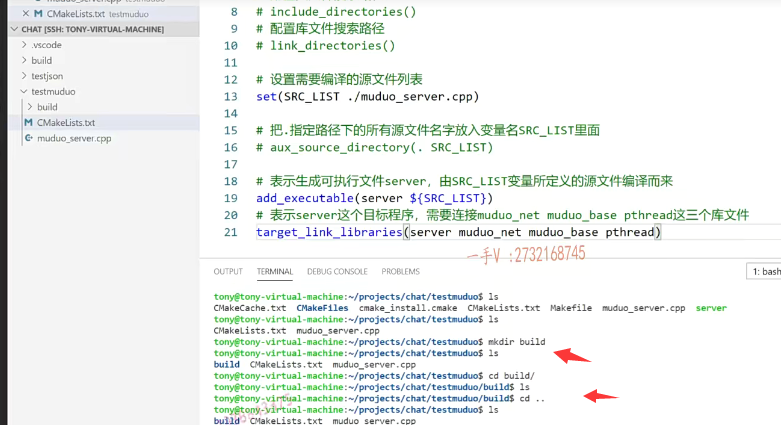 muduo_server.cpp testmuduo
CMakeLists.txt testmuduo
CHAT [SSH: TONY-VIRTUAL-MACHINE]
.vscode
build
testjson
testmuduo
build
CMakeLists.txt
muduo_server.cpp
8 # include_directories()
9 # 配置库文件搜索路径
10 # link_directories()
11
12 # 设置需要编译的源文件列表
13 set(SRC_LIST ./muduo_server.cpp)
14
15 # 把.指定路径下的所有源文件名字放入变量名SRC_LIST里面
16 # aux_source_directory(. SRC_LIST)
17
18 # 表示生成可执行文件server，由SRC_LIST变量所定义的源文件编译而来
19 add_executable(server ${SRC_LIST})
20 # 表示server这个目标程序，需要连接muduo_net muduo_base pthread这三个库文件
21 target_link_libraries(server muduo_net muduo_base pthread)
一手V :2732168745
OUTPUT TERMINAL DEBUG CONSOLE PROBLEMS 1: bash
tony@tony-virtual-machine:~/projects/chat/testmuduo$ ls
CMakeCache.txt CMakeFiles cmake_install.cmake CMakeLists.txt Makefile muduo_server.cpp server
tony@tony-virtual-machine:~/projects/chat/testmuduo$ ls
CMakeLists.txt muduo_server.cpp
tony@tony-virtual-machine:~/projects/chat/testmuduo$ mkdir build
tony@tony-virtual-machine:~/projects/chat/testmuduo$ ls
build CMakeLists.txt muduo_server.cpp
tony@tony-virtual-machine:~/projects/chat/testmuduo$ cd build/
tony@tony-virtual-machine:~/projects/chat/testmuduo/build$ ls
tony@tony-virtual-machine:~/projects/chat/testmuduo/build$ cd ..
tony@tony-virtual-machine:~/projects/chat/testmuduo$ ls
build CMakeLists.txt muduo_server.cpp